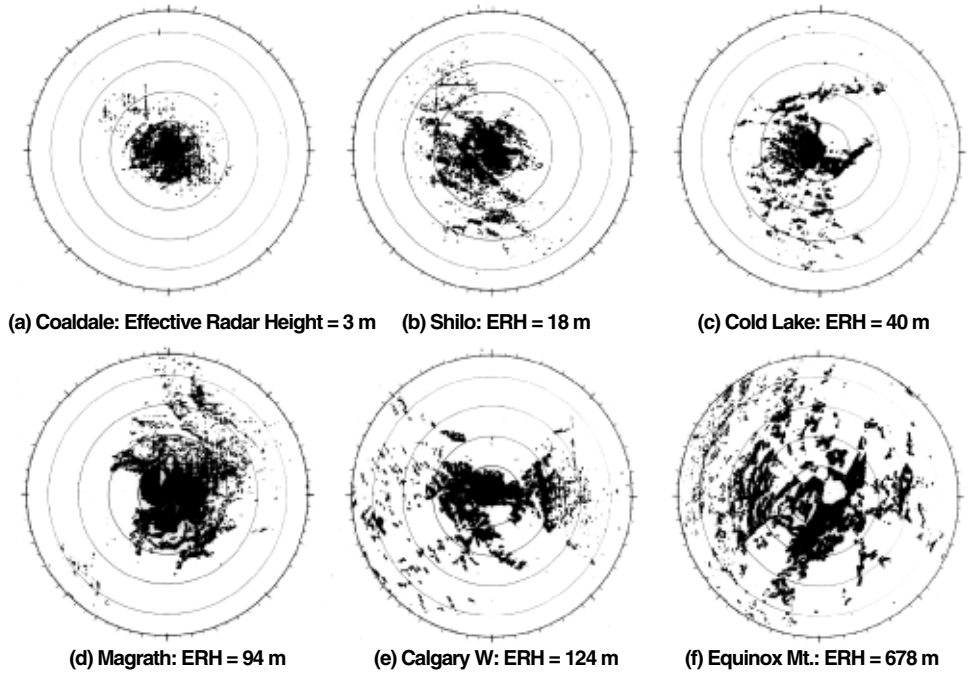 (a) Coaldale: Effective Radar Height = 3 m
(b) Shilo: ERH = 18 m
(c) Cold Lake: ERH = 40 m
(d) Magrath: ERH = 94 m
(e) Calgary W: ERH = 124 m
(f) Equinox Mt.: ERH = 678 m